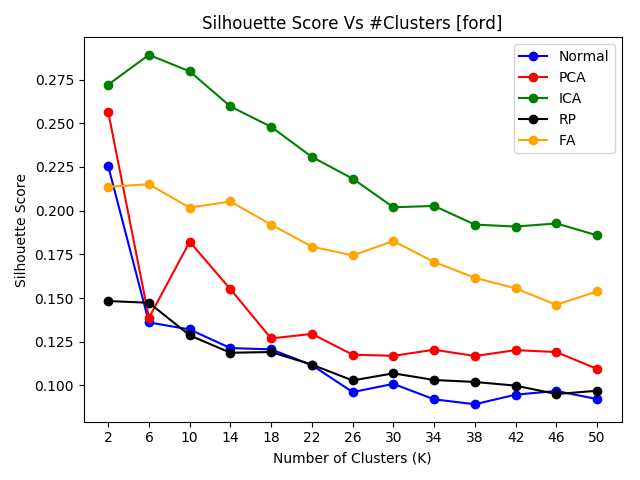 Silhouette Score Vs #Clusters [ford]
Normal
PCA
ICA
RP
FA
0.275
0.250
0.225
0.200
0.175
0.150
0.125
0.100
Silhouette Score
2 6 10 14 18 22 26 30 34 38 42 46 50
Number of Clusters (K)